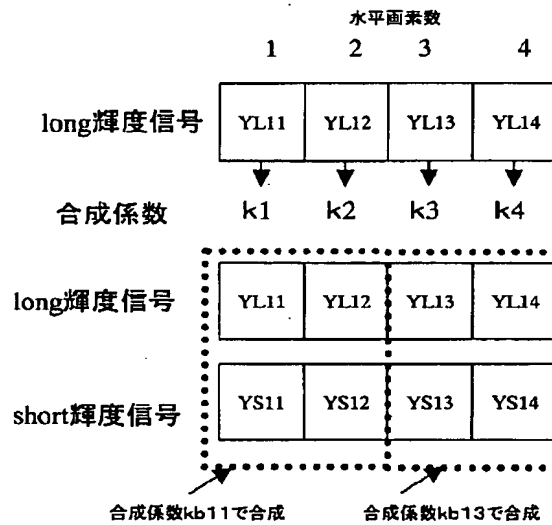 水平画素数
1 2 3 4
long輝度信号 YL11 YL12 YL13 YL14
合成係数 k1 k2 k3 k4
long輝度信号 YL11 YL12 YL13 YL14
short輝度信号 YS11 YS12 YS13 YS14
合成係数kb11で合成 合成係数kb13で合成